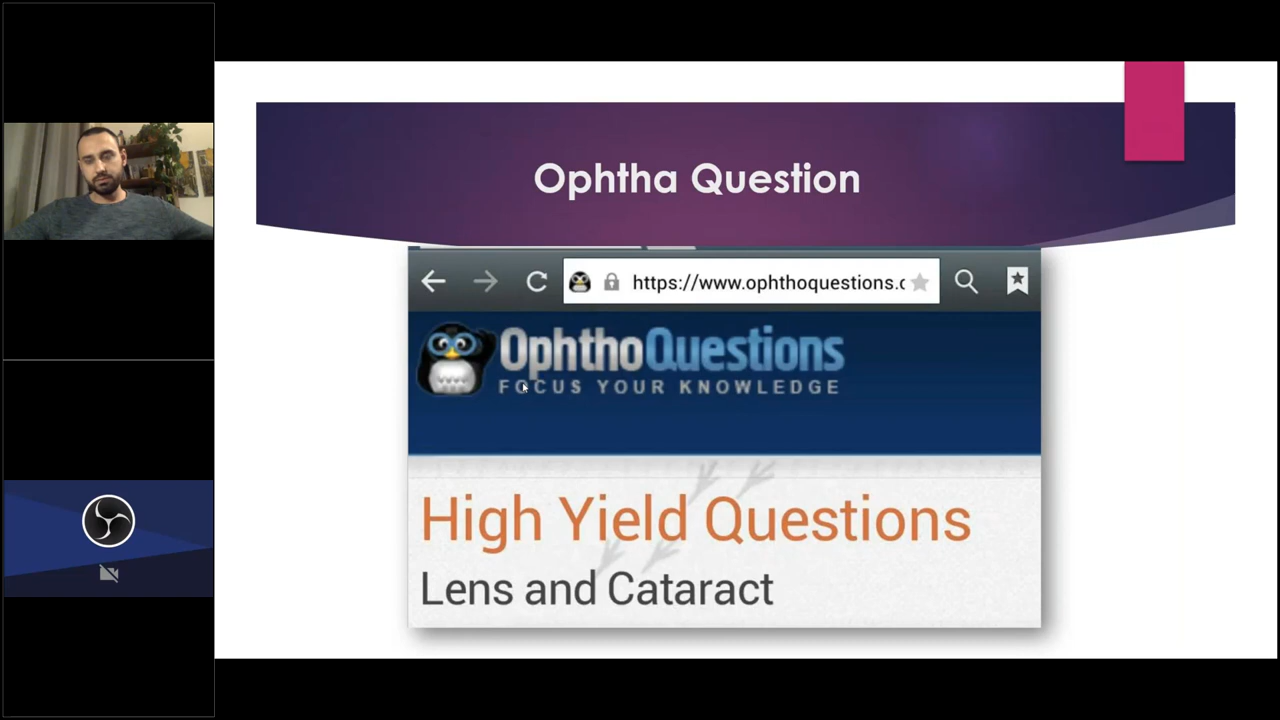 Ophtha Question
https://www.ophthoquestions.c
OphthoQuestions
FOCUS YOUR KNOWLEDGE
High Yield Questions
Lens and Cataract